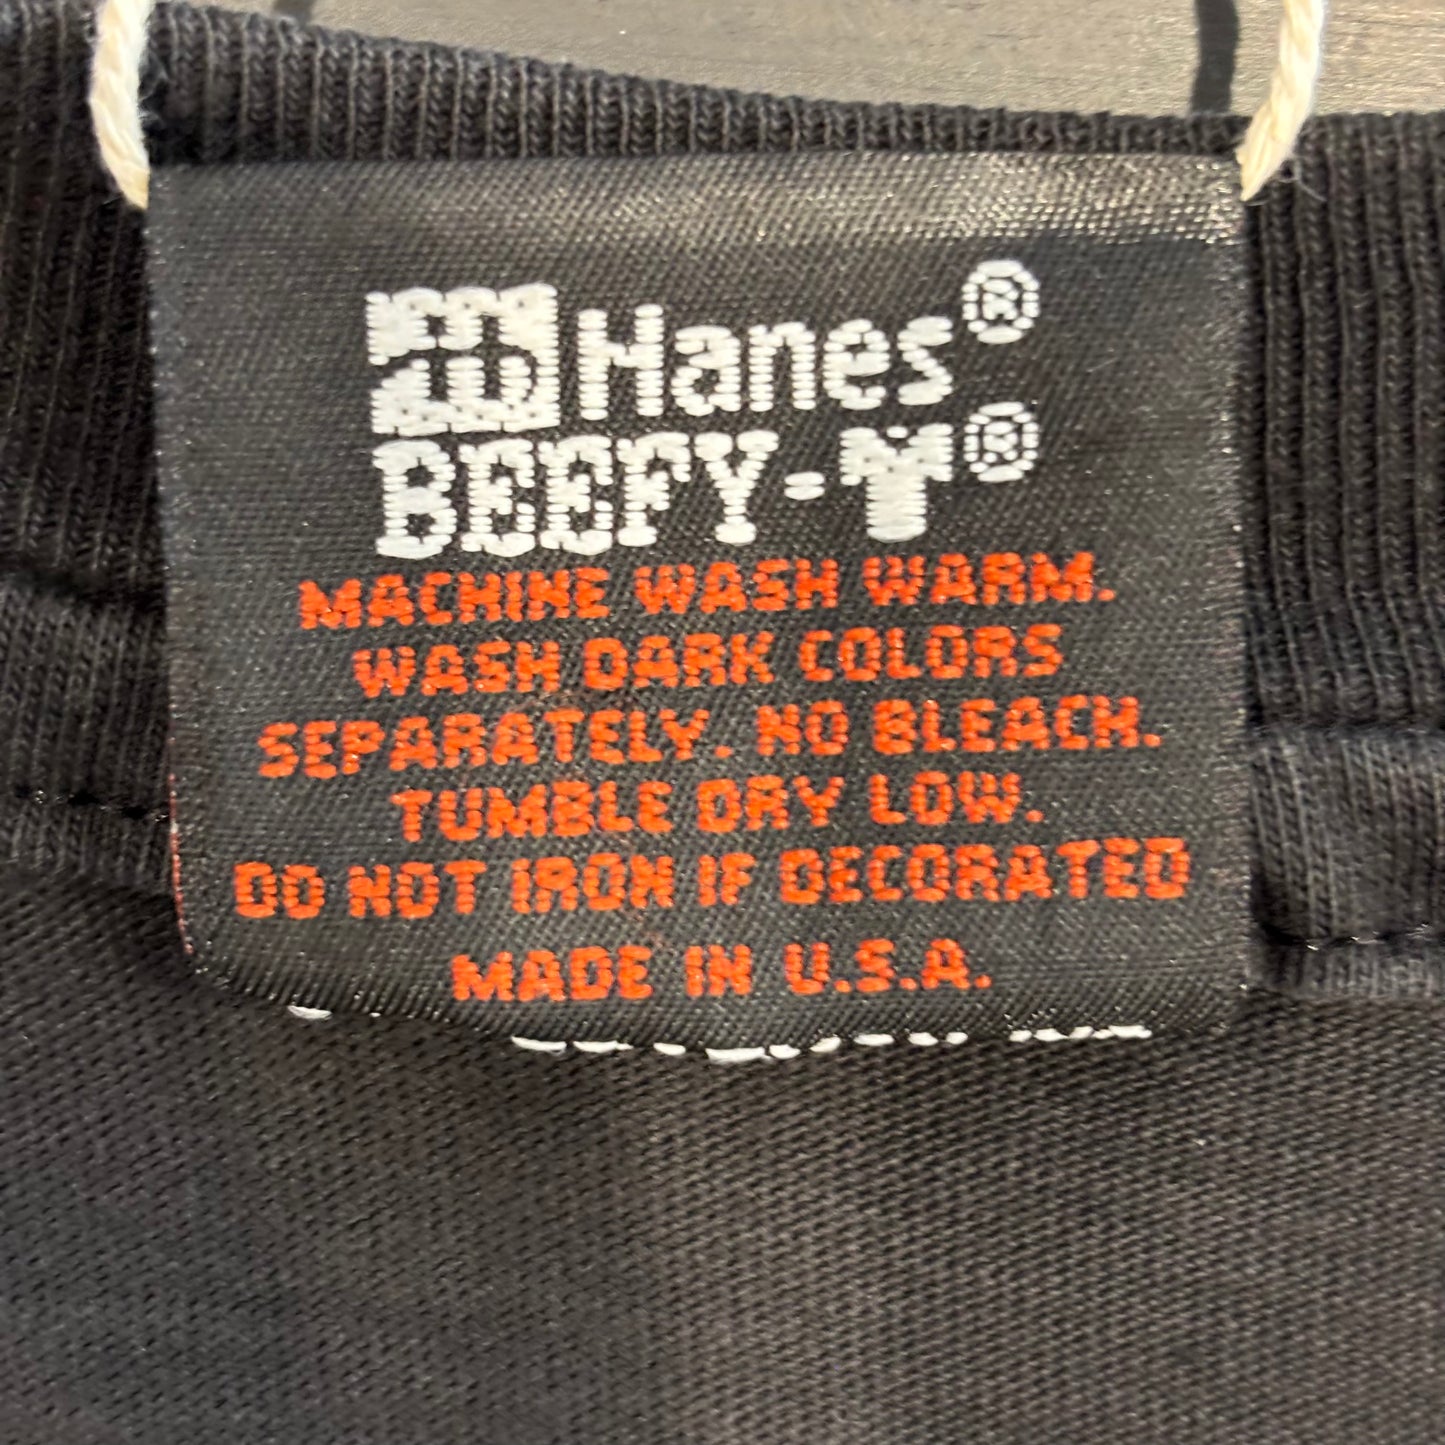 Hanes®
BEEFY-T®
MACHINE WASH WARM.
WASH DARK COLORS
SEPARATELY. NO BLEACH.
TUMBLE DRY LOW.
DO NOT IRON IF DECORATED
MADE IN U.S.A.